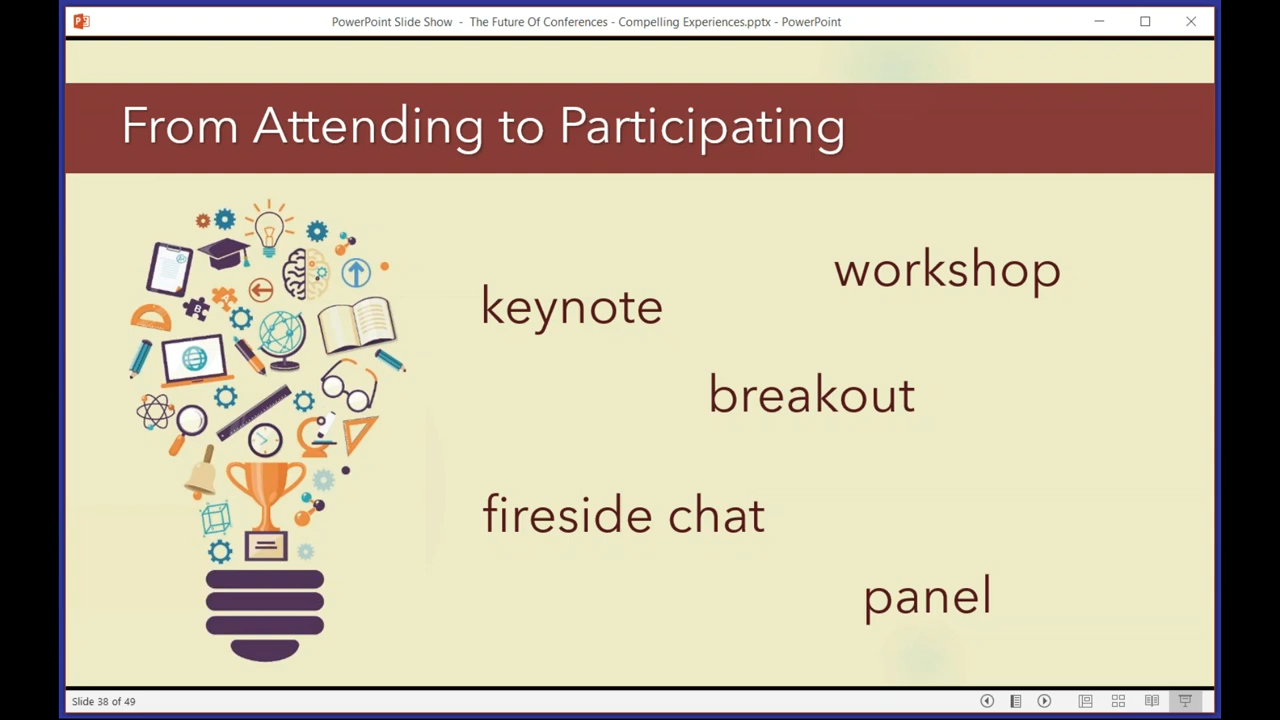 PowerPoint Slide Show - The Future Of Conferences - Compelling Experiences.pptx - PowerPoint
From Attending to Participating
workshop
keynote
breakout
fireside chat
panel
Slide 38 of 49